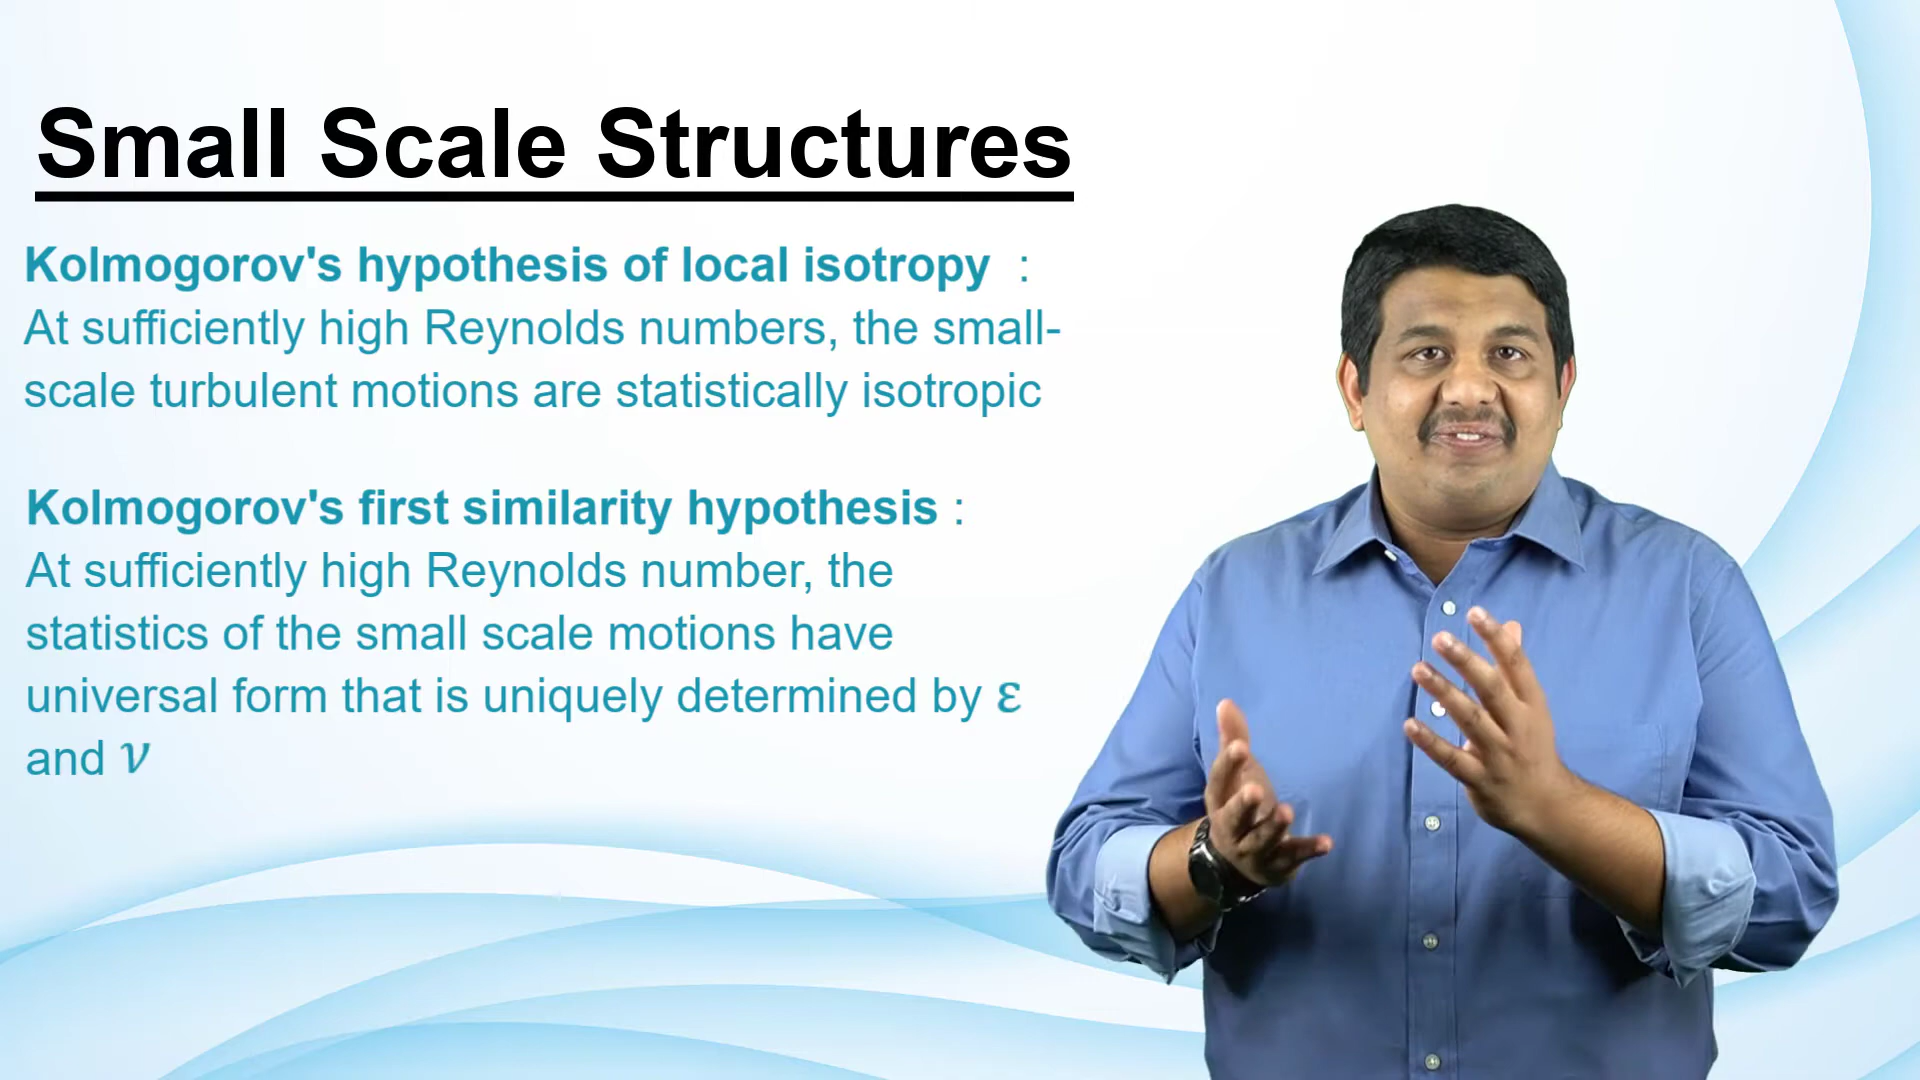 Small Scale Structures
Kolmogorov's hypothesis of local isotropy :
At sufficiently high Reynolds numbers, the small-
scale turbulent motions are statistically isotropic
Kolmogorov's first similarity hypothesis :
At sufficiently high Reynolds number, the
statistics of the small scale motions have
universal form that is uniquely determined by ε
and ν